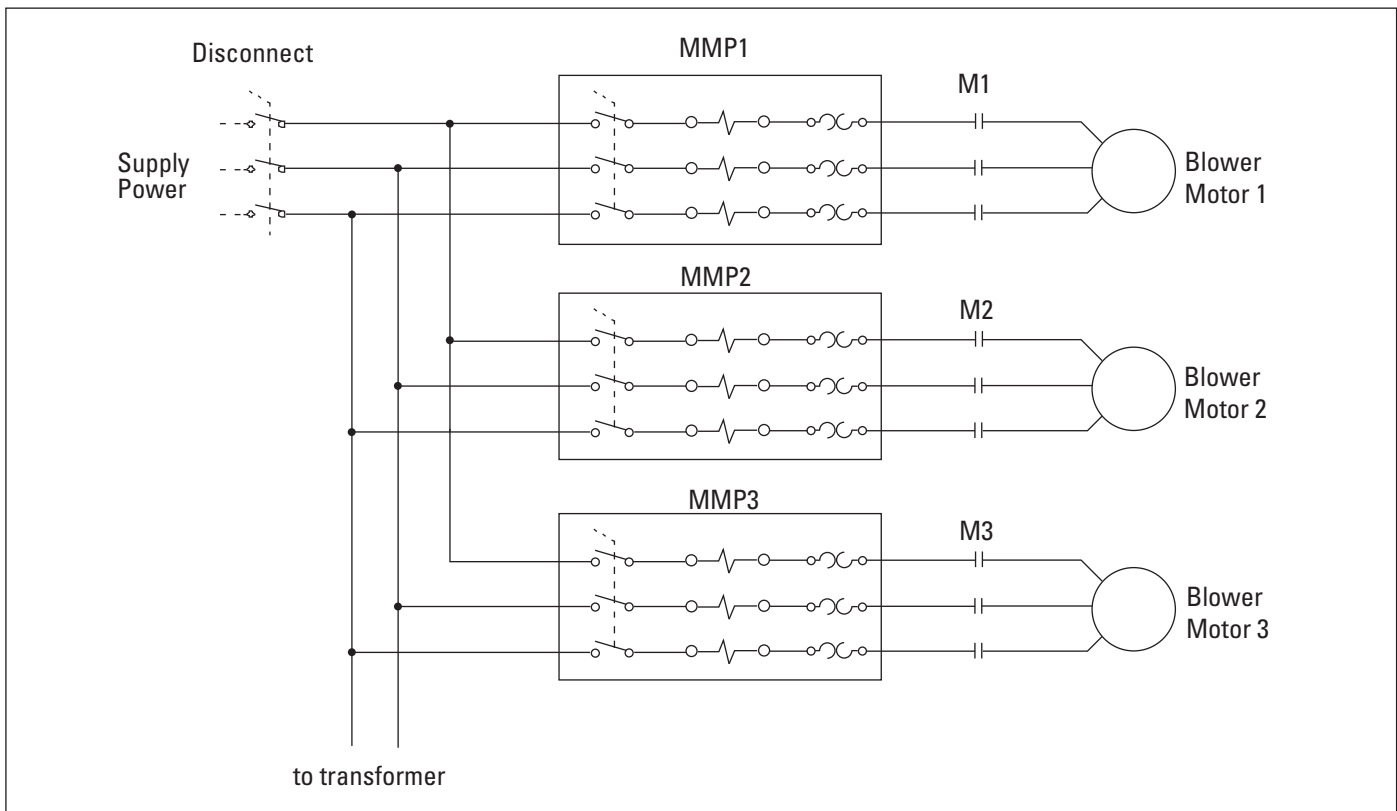 Disconnect
Supply
Power
MMP1
M1
Blower
Motor 1
MMP2
M2
Blower
Motor 2
MMP3
M3
Blower
Motor 3
to transformer